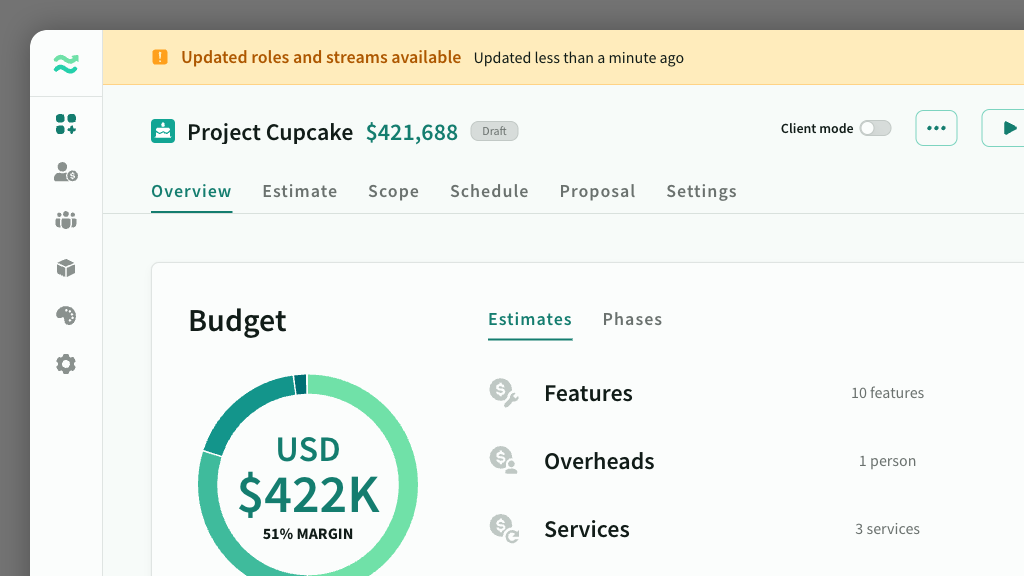 Updated roles and streams available Updated less than a minute ago
Project Cupcake $421,688 Draft
Client mode
Overview Estimate Scope Schedule Proposal Settings
Budget
Estimates Phases
USD
$422K
51% MARGIN
Features 10 features
Overheads 1 person
Services 3 services